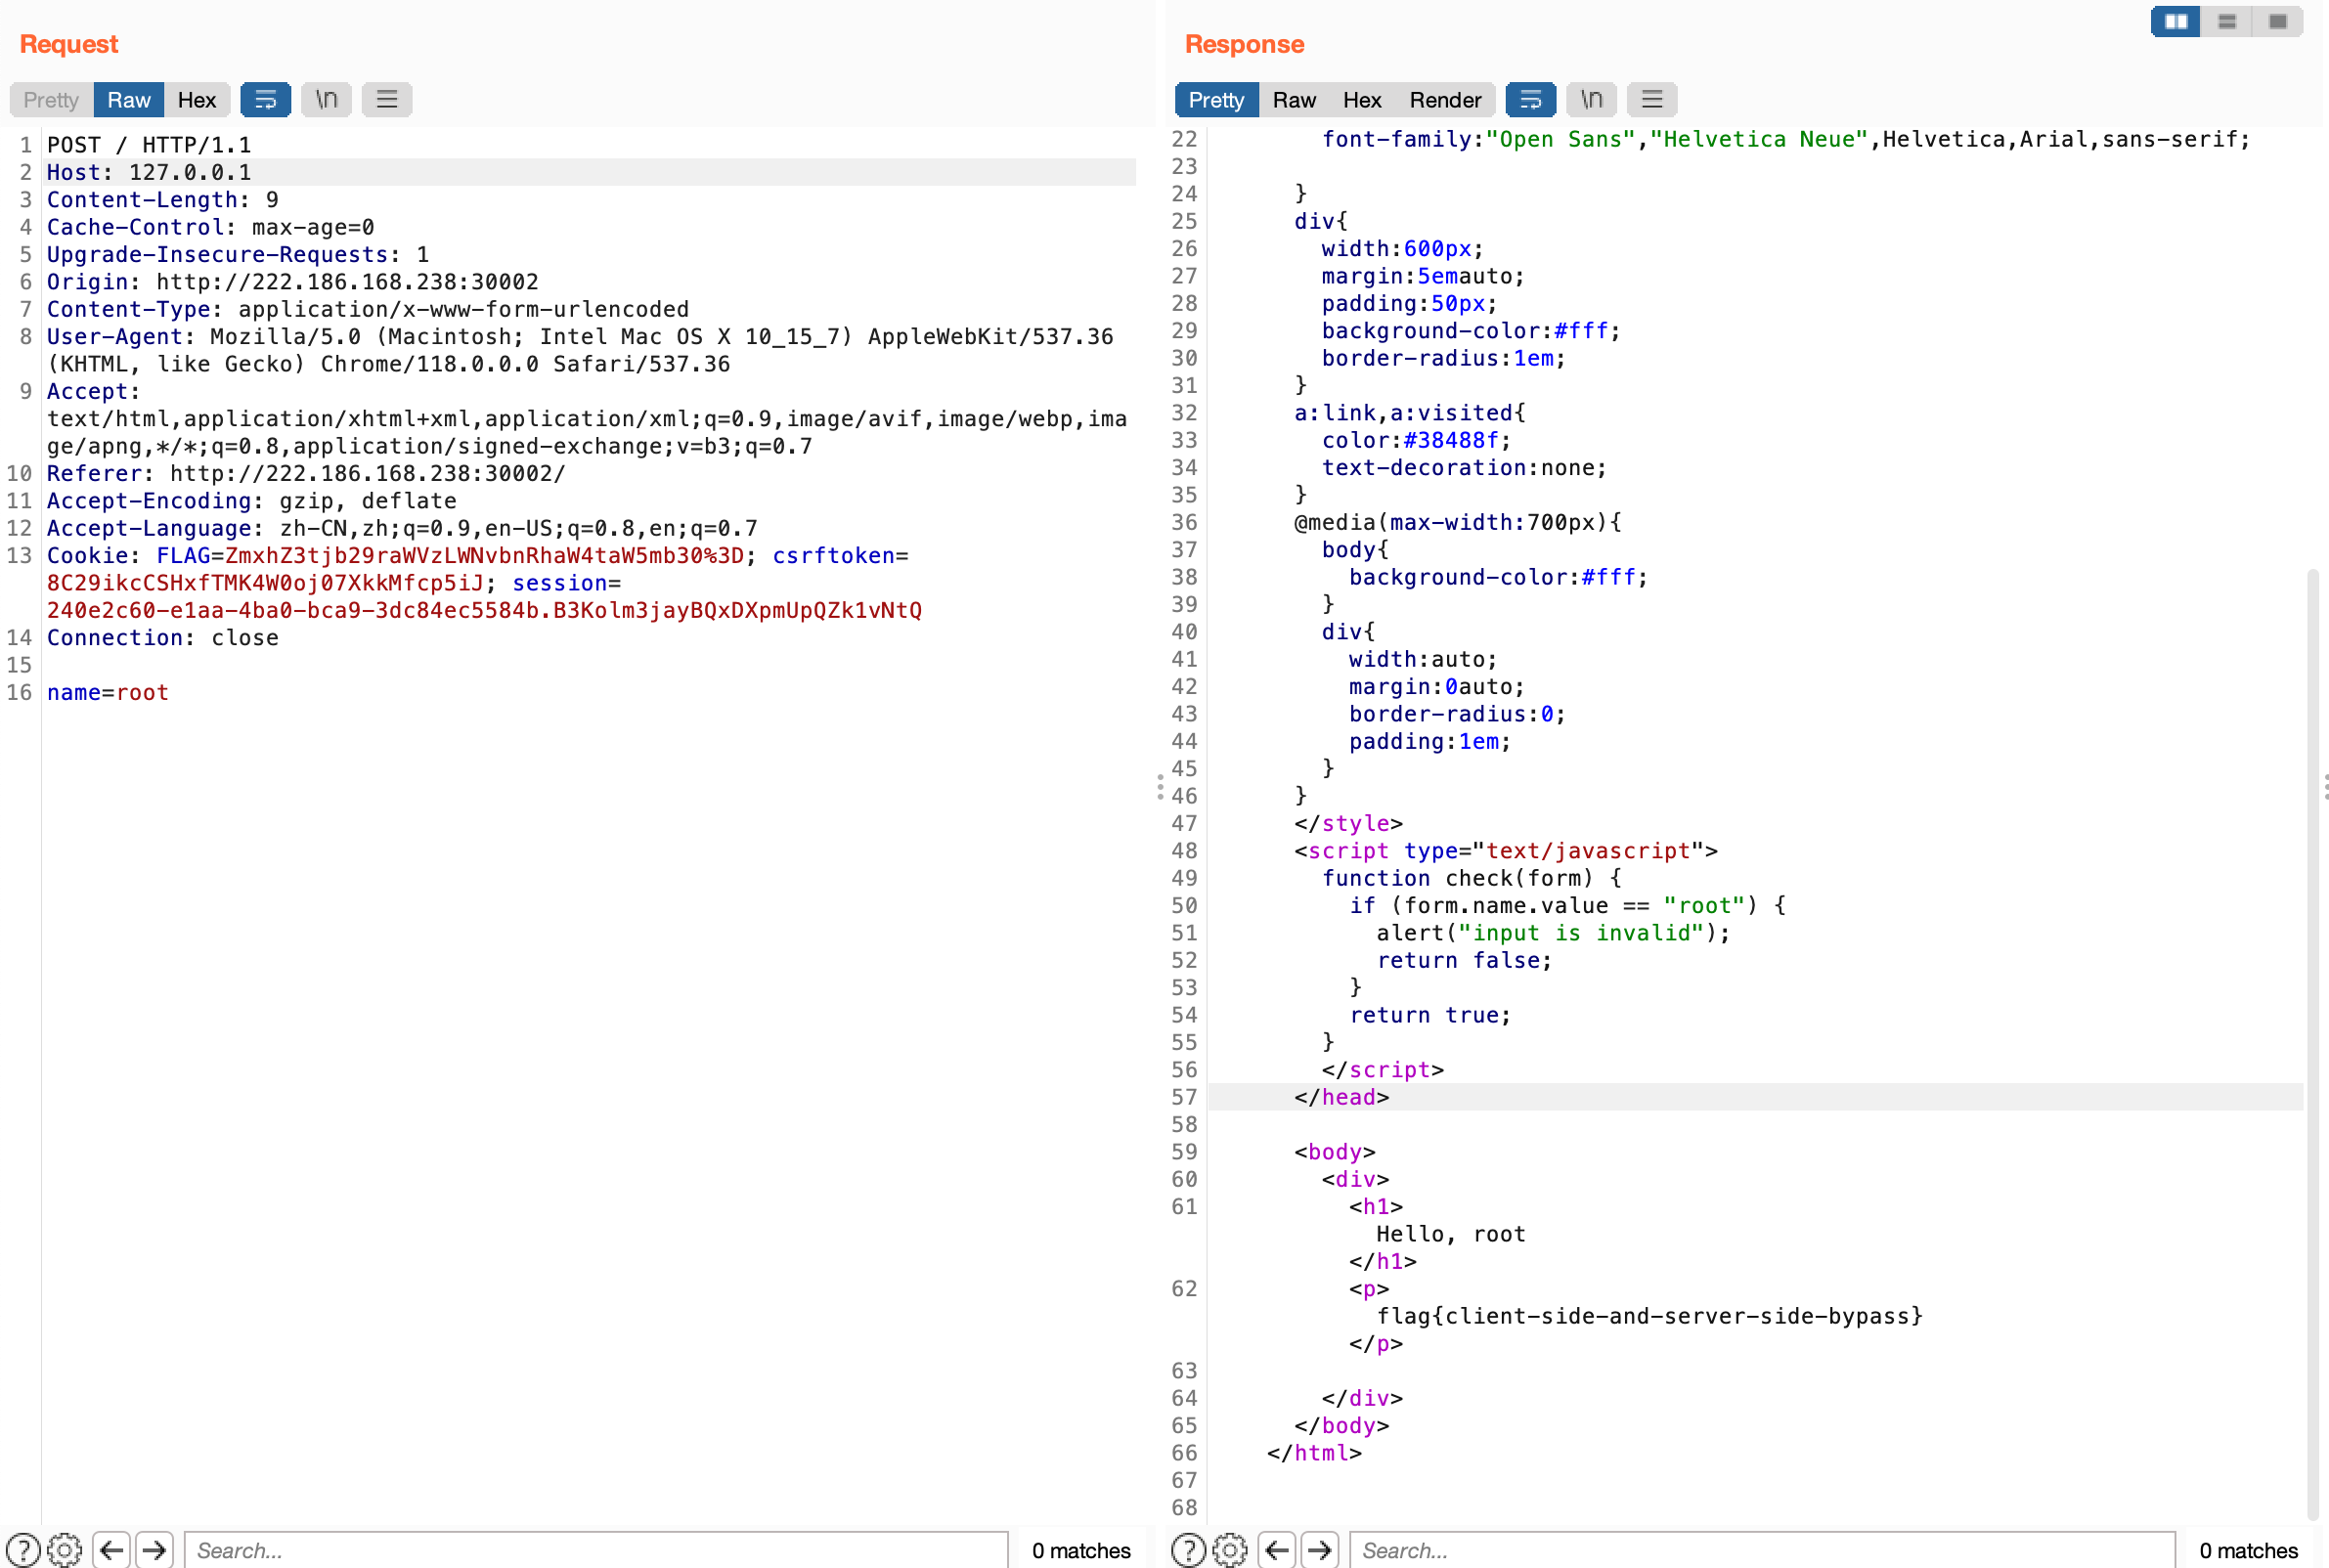 Request
Pretty Raw Hex \n
1 POST / HTTP/1.1
2 Host: 127.0.0.1
3 Content-Length: 9
4 Cache-Control: max-age=0
5 Upgrade-Insecure-Requests: 1
6 Origin: http://222.186.168.238:30002
7 Content-Type: application/x-www-form-urlencoded
8 User-Agent: Mozilla/5.0 (Macintosh; Intel Mac OS X 10_15_7) AppleWebKit/537.36
(KHTML, like Gecko) Chrome/118.0.0.0 Safari/537.36
9 Accept:
text/html,application/xhtml+xml,application/xml;q=0.9,image/avif,image/webp,ima
ge/apng,*/*;q=0.8,application/signed-exchange;v=b3;q=0.7
10 Referer: http://222.186.168.238:30002/
11 Accept-Encoding: gzip, deflate
12 Accept-Language: zh-CN,zh;q=0.9,en-US;q=0.8,en;q=0.7
13 Cookie: FLAG=ZmxhZ3tjb29raWVzLWNvbnRhaW4taW5mb30%3D; csrftoken=
8C29ikcCSHxfTMK4W0oj07XkkMfcp5iJ; session=
240e2c60-e1aa-4ba0-bca9-3dc84ec5584b.B3Kolm3jayBQxDXpmUpQZk1vNtQ
14 Connection: close
15
16 name=root
? Search... 0 matches
Response
Pretty Raw Hex Render \n
22 font-family:"Open Sans","Helvetica Neue",Helvetica,Arial,sans-serif;
23
24 }
25 div{
26 width:600px;
27 margin:5emauto;
28 padding:50px;
29 background-color:#fff;
30 border-radius:1em;
31 }
32 a:link,a:visited{
33 color:#38488f;
34 text-decoration:none;
35 }
36 @media(max-width:700px){
37 body{
38 background-color:#fff;
39 }
40 div{
41 width:auto;
42 margin:0auto;
43 border-radius:0;
44 padding:1em;
45 }
46 }
47 </style>
48 <script type="text/javascript">
49 function check(form) {
50 if (form.name.value == "root") {
51 alert("input is invalid");
52 return false;
53 }
54 return true;
55 }
56 </script>
57 </head>
58
59 <body>
60 <div>
61 <h1>
Hello, root
</h1>
62 <p>
flag{client-side-and-server-side-bypass}
</p>
63
64 </div>
65 </body>
66 </html>
67
68
? Search... 0 matches